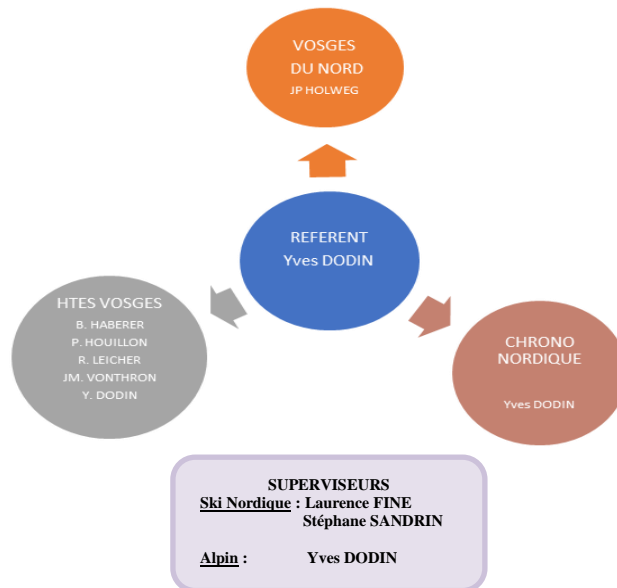 VOSGES
DU NORD
JP HOLWEG
REFERENT
Yves DODIN
HTES VOSGES
B. HABERER
P. HOUILLON
R. LEICHER
JM. VONTHRON
Y. DODIN
CHRONO
NORDIQUE
Yves DODIN
SUPERVISEURS
Ski Nordique : Laurence FINE
Stéphane SANDRIN
Alpin : Yves DODIN